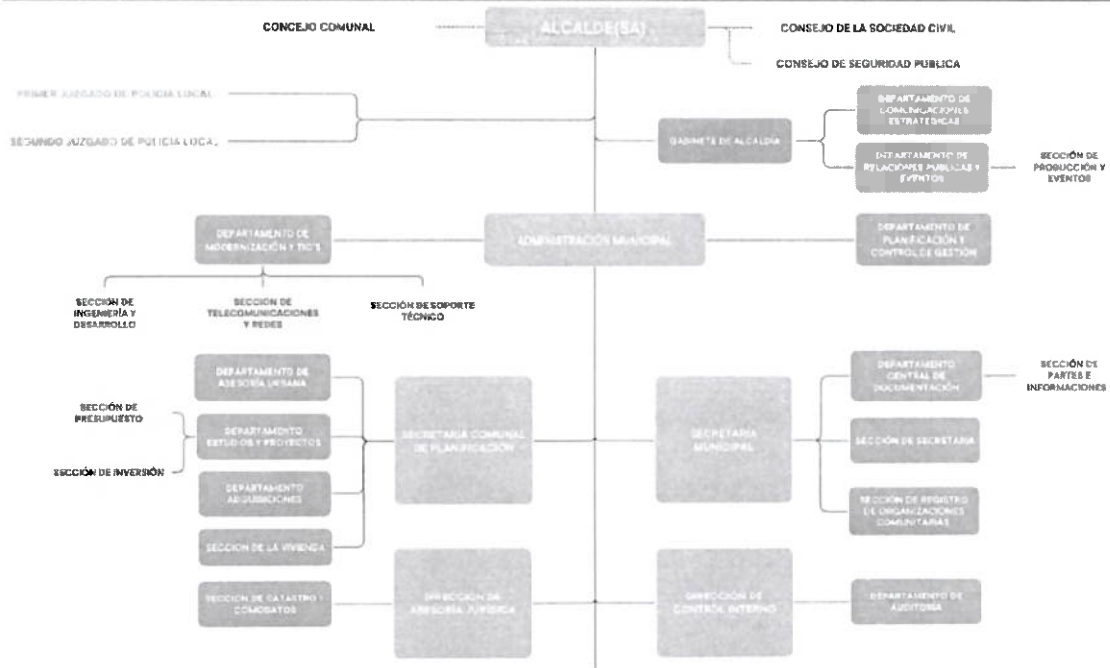 CONCEJO COMUNAL
ALCALDE(SA)
CONSEJO DE LA SOCIEDAD CIVIL
CONSEJO DE SEGURIDAD PUBLICA
PRIMER JUZGADO DE POLICIA LOCAL
SEGUNDO JUZGADO DE POLICIA LOCAL
GABINETE DE ALCALDIA
DEPARTAMENTO DE
COMUNICACIONES
ESTRATEGICAS
DEPARTAMENTO DE
RELACIONES PUBLICAS Y
EVENTOS
SECCIÓN DE
PRODUCCIÓN Y
EVENTOS
DEPARTAMENTO DE
MODERNIZACIÓN Y TIC'S
ADMINISTRACIÓN MUNICIPAL
DEPARTAMENTO DE
PLANIFICACIÓN Y
CONTROL DE GESTIÓN
SECCIÓN DE
INGENIERÍA Y
DESARROLLO
SECCIÓN DE
TELECOMUNICACIONES
Y REDES
SECCIÓN DE SOPORTE
TÉCNICO
DEPARTAMENTO DE
ASESORÍA URBANA
SECCIÓN DE
PRESUPUESTO
DEPARTAMENTO
ESTUDIOS Y PROYECTOS
SECCIÓN DE INVERSIÓN
DEPARTAMENTO
ADQUISICIONES
SECCIÓN DE LA VIVIENDA
SECRETARIA COMUNAL
DE PLANIFICACIÓN
SECRETARIA
MUNICIPAL
DEPARTAMENTO
CENTRAL DE
DOCUMENTACIÓN
SECCIÓN DE
PARTES E
INFORMACIONES
SECCIÓN DE SECRETARIA
SECCIÓN DE REGISTRO
DE ORGANIZACIONES
COMUNITARIAS
SECCIÓN DE CATASTRO Y
COMODATOS
DIRECCIÓN DE
ASESORÍA JURÍDICA
DIRECCIÓN DE
CONTROL INTERNO
DEPARTAMENTO DE
AUDITORÍA